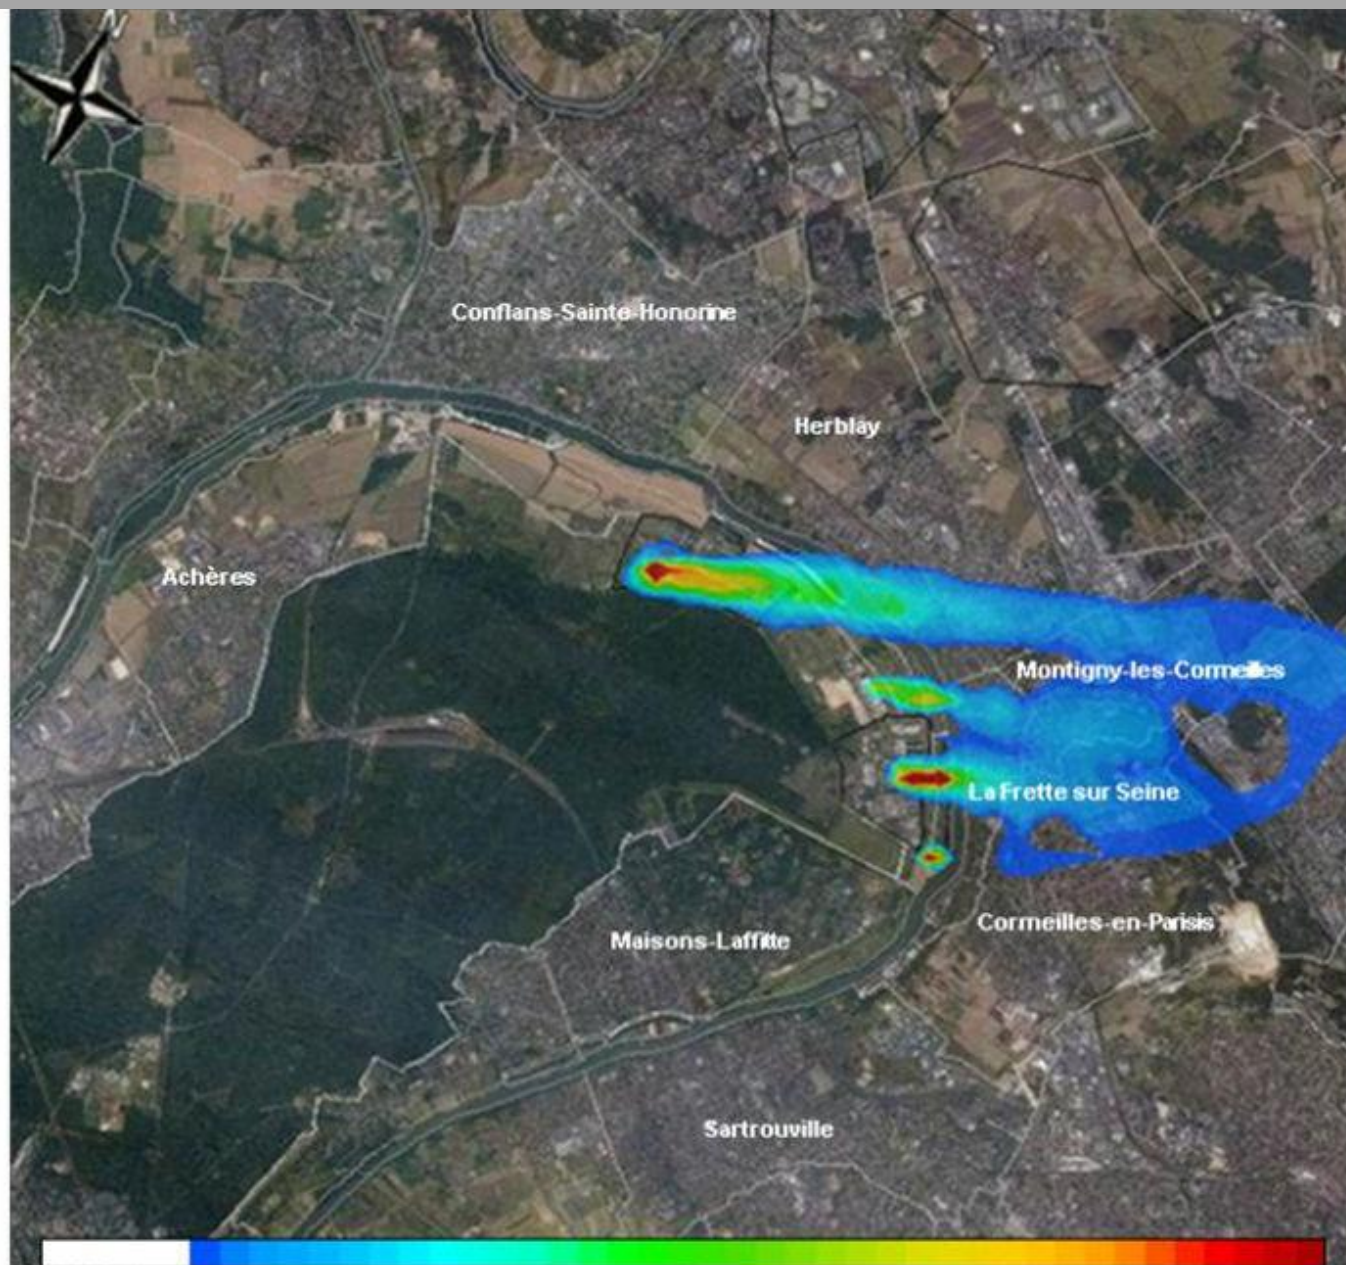 Conflans-Sainte-Honorine
Herblay
Achères
Montigny-les-Cormeilles
La Frette sur Seine
Cormeilles-en-Parisis
Maisons-Laffitte
Sartrouville